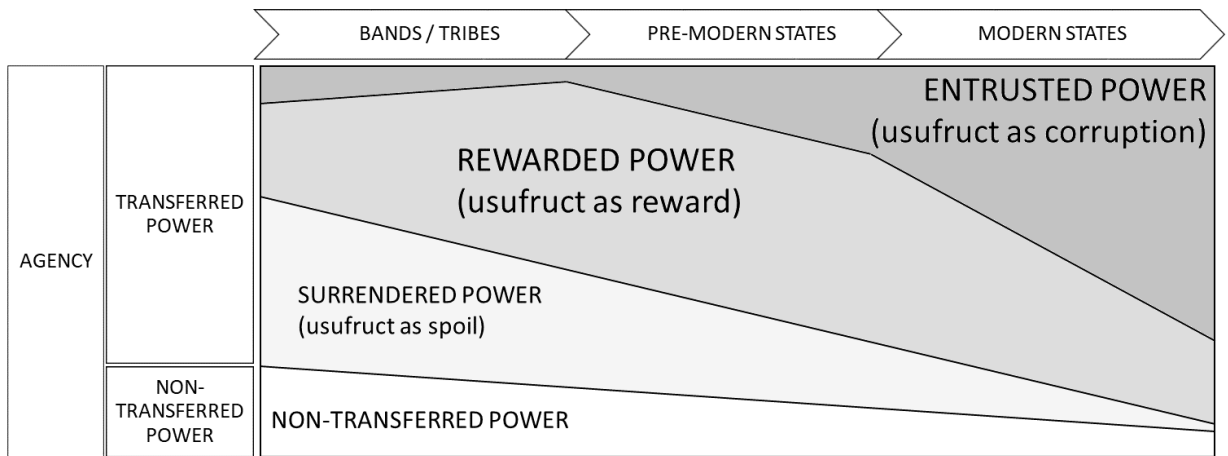 BANDS / TRIBES
PRE-MODERN STATES
MODERN STATES
AGENCY
TRANSFERRED
POWER
NON-
TRANSFERRED
POWER
ENTRUSTED POWER
(usufruct as corruption)
REWARDED POWER
(usufruct as reward)
SURRENDERED POWER
(usufruct as spoil)
NON-TRANSFERRED POWER